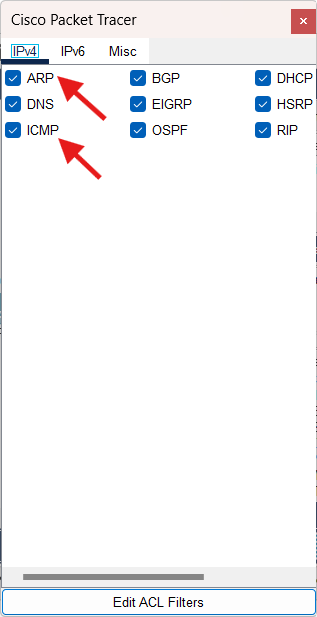 Cisco Packet Tracer
IPv4 IPv6 Misc
ARP BGP DHCP
DNS EIGRP HSRP
ICMP OSPF RIP
Edit ACL Filters